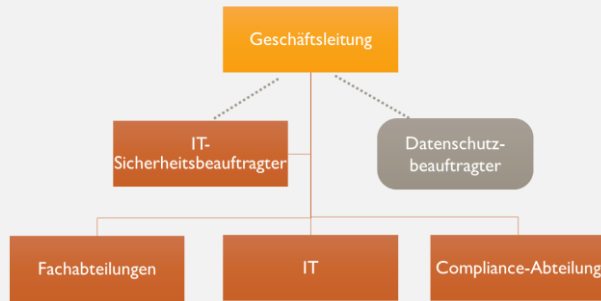 Geschäftsleitung
IT-
Sicherheitsbeauftragter
Datenschutz-
beauftragter
Fachabteilungen
IT
Compliance-Abteilung